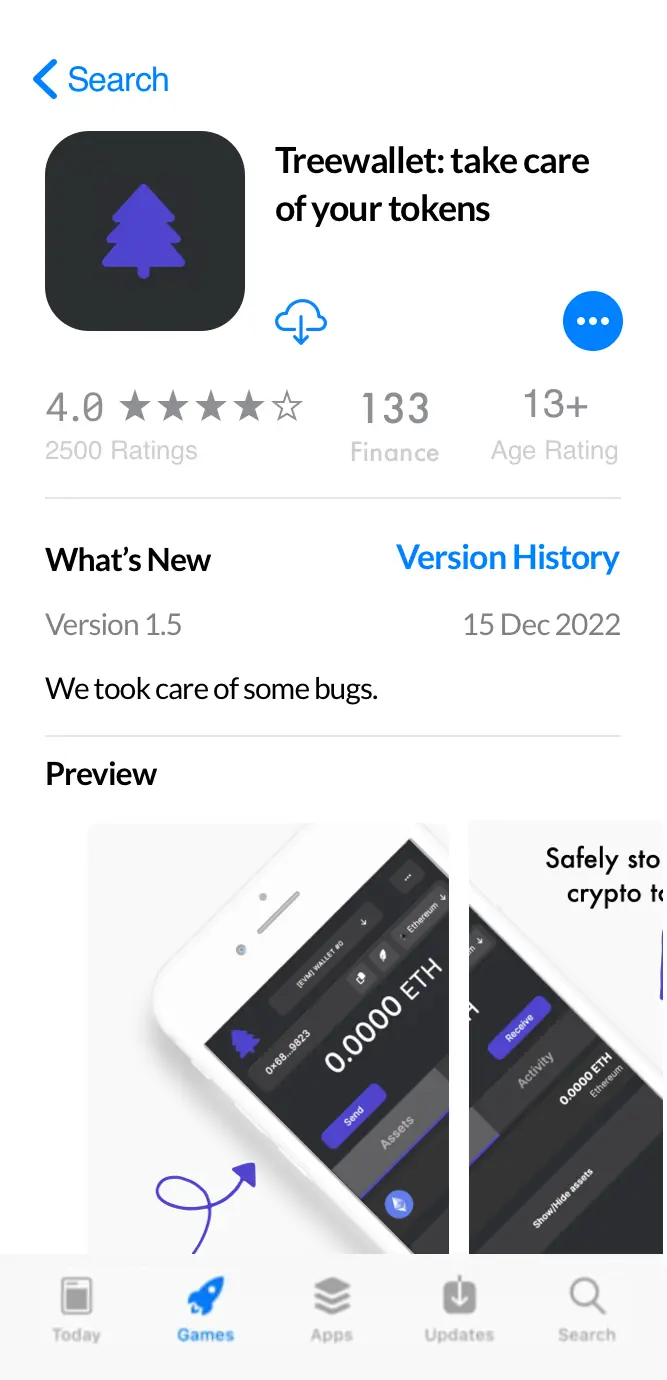 Search
Treewallet: take care
of your tokens
4.0
133
13+
2500 Ratings
Finance
Age Rating
What’s New
Version History
Version 1.5
15 Dec 2022
We took care of some bugs.
Preview
[EVM] WALLET #0
Ethereum
0x68...9823
0.0000 ETH
Send
Assets
Safely sto
crypto to
m
H
Receive
Activity
0.0000 ETH
Ethereum
Show/Hide assets
Today
Games
Apps
Updates
Search